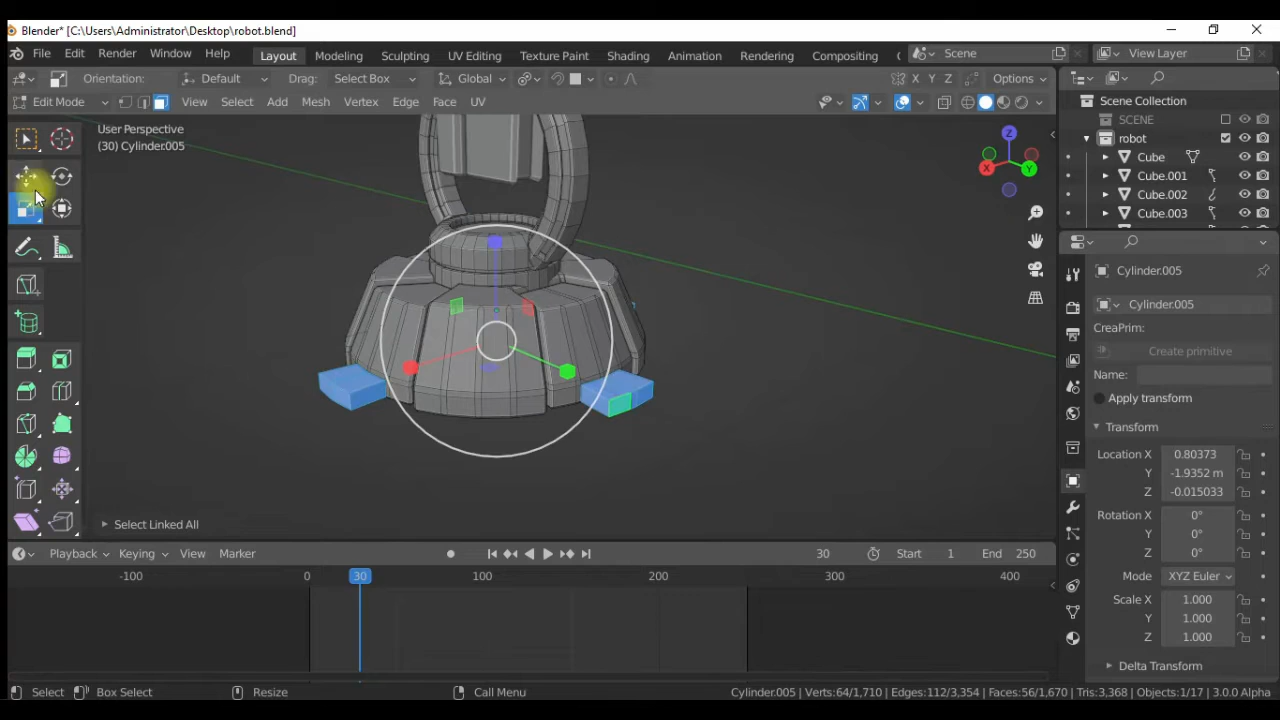 Blender* [C:\Users\Administrator\Desktop\robot.blend]
File Edit Render Window Help Layout Modeling Sculpting UV Editing Texture Paint Shading Animation Rendering Compositing Scene View Layer
Orientation: Default Drag: Select Box Global X Y Z Options
Edit Mode View Select Add Mesh Vertex Edge Face UV
User Perspective
(30) Cylinder.005
Z
X
Y
Select Linked All
Scene Collection
SCENE
robot
Cube
Cube.001
Cube.002
Cube.003
Cylinder.005
Cylinder.005
CreaPrim:
Create primitive
Name:
Apply transform
Transform
Location X 0.80373
Y -1.9352 m
Z -0.015033
Rotation X 0°
Y 0°
Z 0°
Mode XYZ Euler
Scale X 1.000
Y 1.000
Z 1.000
Delta Transform
Playback Keying View Marker 30 Start 1 End 250
-100 0 30 100 200 300 400
Select Box Select Resize Call Menu Cylinder.005 | Verts:64/1,710 | Edges:112/3,354 | Faces:56/1,670 | Tris:3,368 | Objects:1/17 | 3.0.0 Alpha